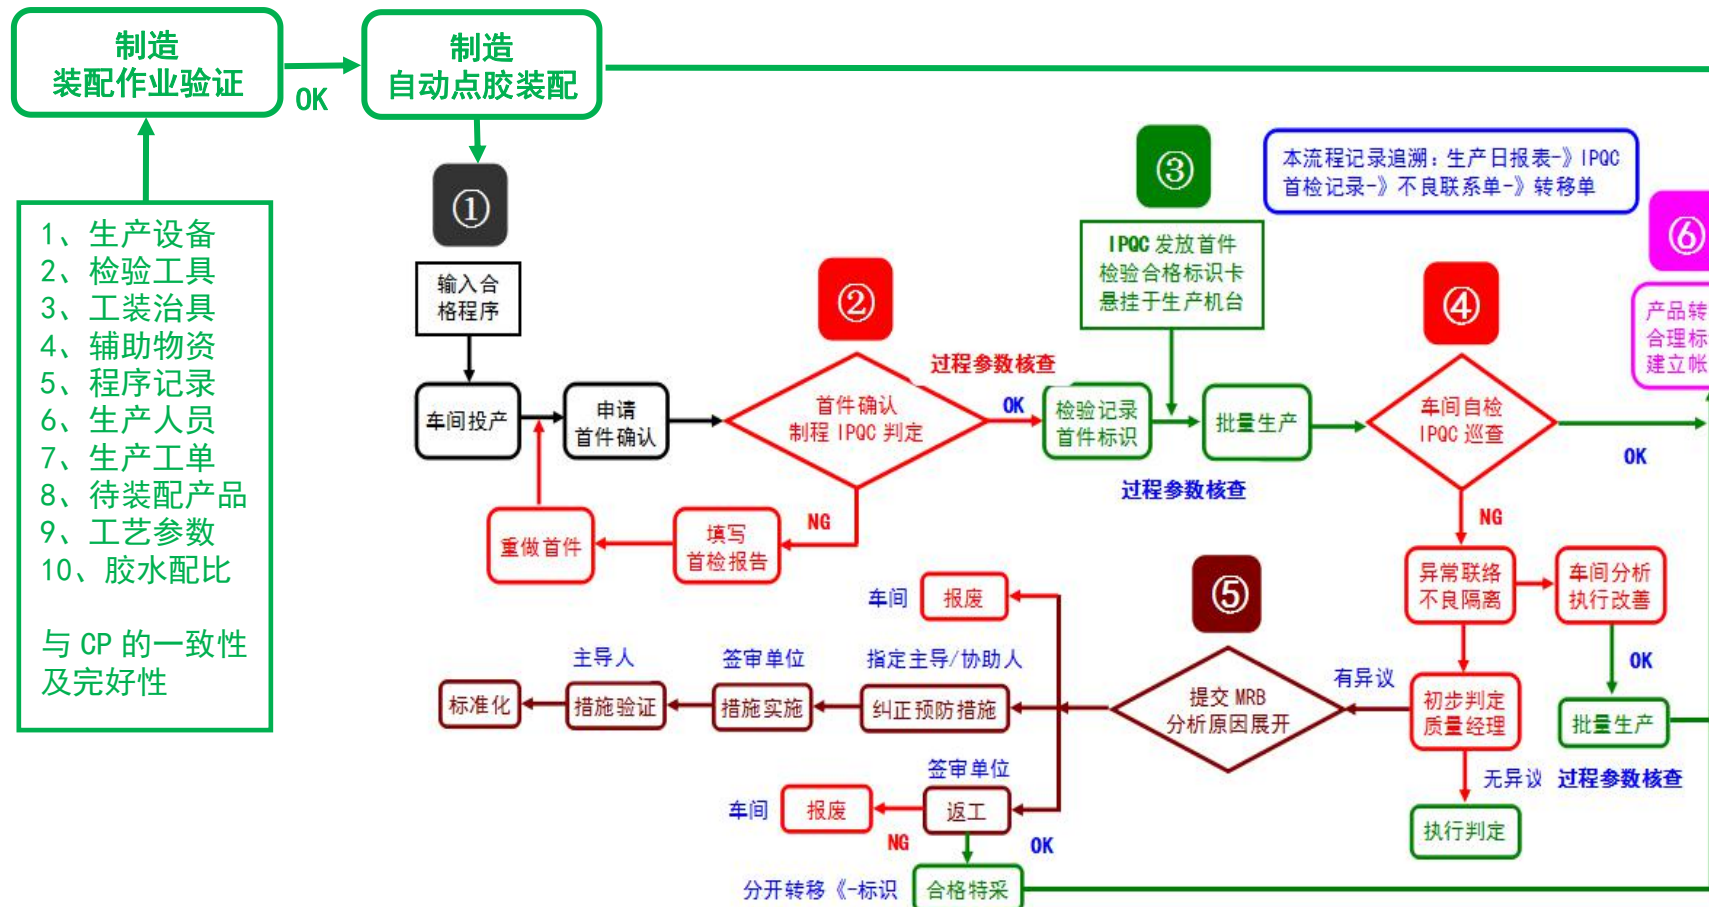 制造
装配作业验证
OK
制造
自动点胶装配
1、生产设备
2、检验工具
3、工装治具
4、辅助物资
5、程序记录
6、生产人员
7、生产工单
8、待装配产品
9、工艺参数
10、胶水配比
与 CP 的一致性
及完好性
①
输入合
格程序
车间投产
申请
首件确认
②
首件确认
制程 IPQC 判定
过程参数核查
OK
NG
填写
首检报告
重做首件
③
IPQC 发放首件
检验合格标识卡
悬挂于生产机台
检验记录
首件标识
批量生产
过程参数核查
本流程记录追溯：生产日报表-》IPQC
首检记录-》不良联系单-》转移单
④
车间自检
IPQC 巡查
OK
NG
⑥
产品转
合理标
建立帐
异常联络
不良隔离
车间分析
执行改善
OK
批量生产
过程参数核查
初步判定
质量经理
有异议
无异议
执行判定
⑤
提交 MRB
分析原因展开
车间
报废
指定主导/协助人
纠正预防措施
签审单位
措施实施
主导人
措施验证
标准化
签审单位
返工
车间
报废
NG
OK
分开转移《-标识
合格特采